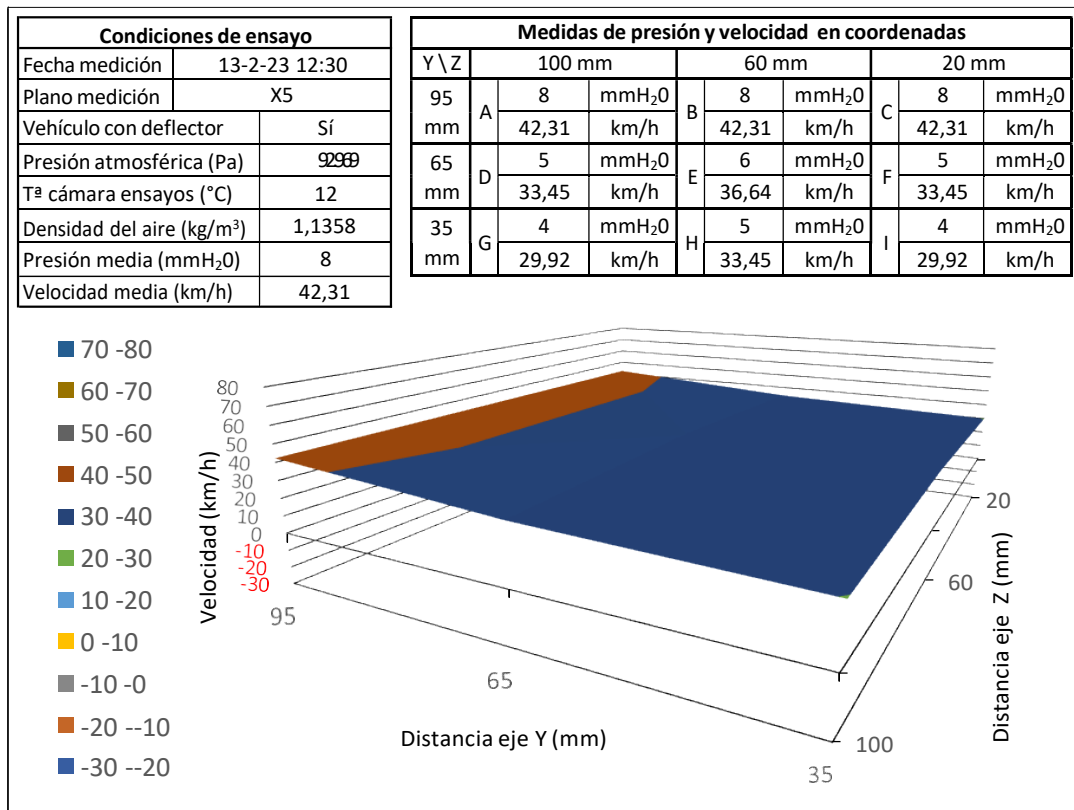 Condiciones de ensayo
Fecha medición 13-2-23 12:30
Plano medición X5
Vehículo con deflector Sí
Presión atmosférica (Pa)
Tª cámara ensayos (°C) 12
Densidad del aire (kg/m³) 1,1358
Presión media (mmH₂0) 8
Velocidad media (km/h) 42,31
Medidas de presión y velocidad en coordenadas
Y \ Z 100 mm 60 mm 20 mm
95 mm A 8 mmH₂0 B 8 mmH₂0 C 8 mmH₂0
42,31 km/h 42,31 km/h 42,31 km/h
65 mm D 5 mmH₂0 E 6 mmH₂0 F 5 mmH₂0
33,45 km/h 36,64 km/h 33,45 km/h
35 mm G 4 mmH₂0 H 5 mmH₂0 I 4 mmH₂0
29,92 km/h 33,45 km/h 29,92 km/h
70 -80
60 -70
50 -60
40 -50
30 -40
20 -30
10 -20
0 -10
-10 -0
-20 --10
-30 --20
Velocidad (km/h)
80
70
60
50
40
30
20
10
0
-10
-20
-30
95
65
35
Distancia eje Y (mm)
20
60
100
Distancia eje Z (mm)